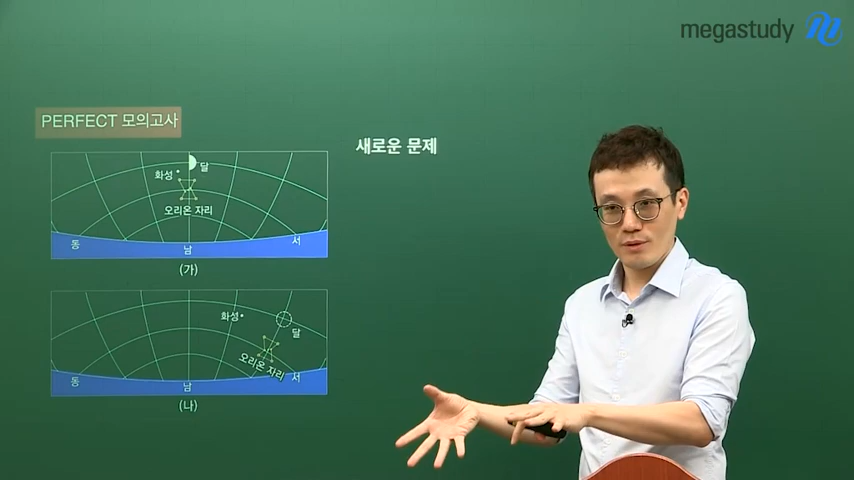 megastudy
PERFECT 모의고사
새로운 문제
화성
달
오리온 자리
동
남
서
(가)
화성
달
오리온 자리
동
남
서
(나)